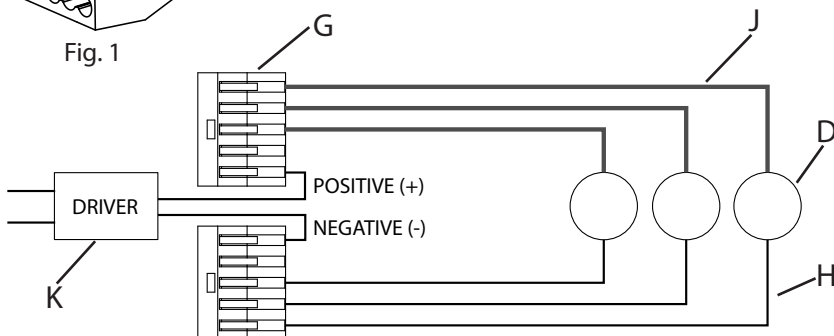 Fig. 1
G
J
D
POSITIVE (+)
DRIVER
NEGATIVE (-)
K
H